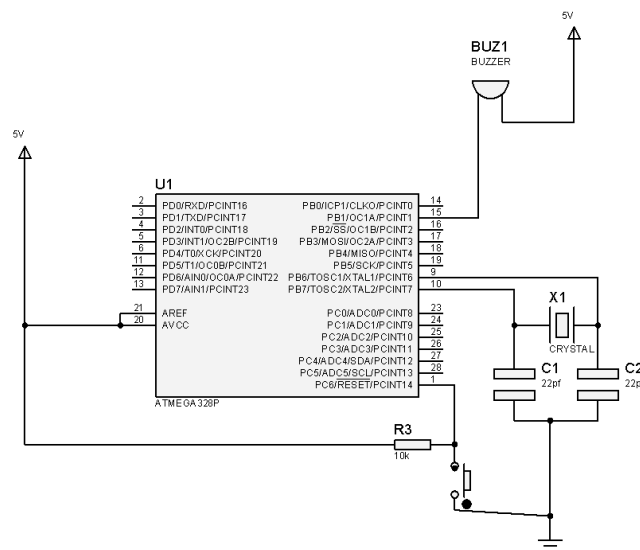 5V
BUZ1
BUZZER
5V
U1
2 PD0/RXD/PCINT16
3 PD1/TXD/PCINT17
4 PD2/INT0/PCINT18
5 PD3/INT1/OC2B/PCINT19
6 PD4/T0/XCK/PCINT20
11 PD5/T1/OC0B/PCINT21
12 PD6/AIN0/OC0A/PCINT22
13 PD7/AIN1/PCINT23
21 AREF
20 AVCC
PB0/ICP1/CLKO/PCINT0 14
PB1/OC1A/PCINT1 15
PB2/SS/OC1B/PCINT2 16
PB3/MOSI/OC2A/PCINT3 17
PB4/MISO/PCINT4 18
PB5/SCK/PCINT5 19
PB6/TOSC1/XTAL1/PCINT6 9
PB7/TOSC2/XTAL2/PCINT7 10
PC0/ADC0/PCINT8 23
PC1/ADC1/PCINT9 24
PC2/ADC2/PCINT10 25
PC3/ADC3/PCINT11 26
PC4/ADC4/SDA/PCINT12 27
PC5/ADC5/SCL/PCINT13 28
PC6/RESET/PCINT14 1
ATMEGA328P
X1
CRYSTAL
C1
22pf
C2
22p
R3
10k